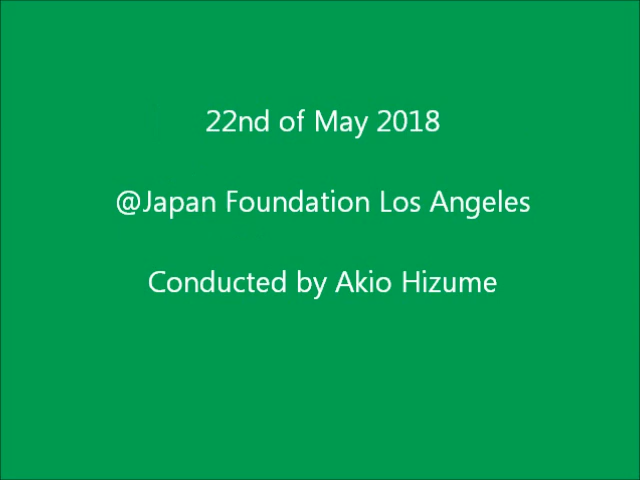 22nd of May 2018
@Japan Foundation Los Angeles
Conducted by Akio Hizume